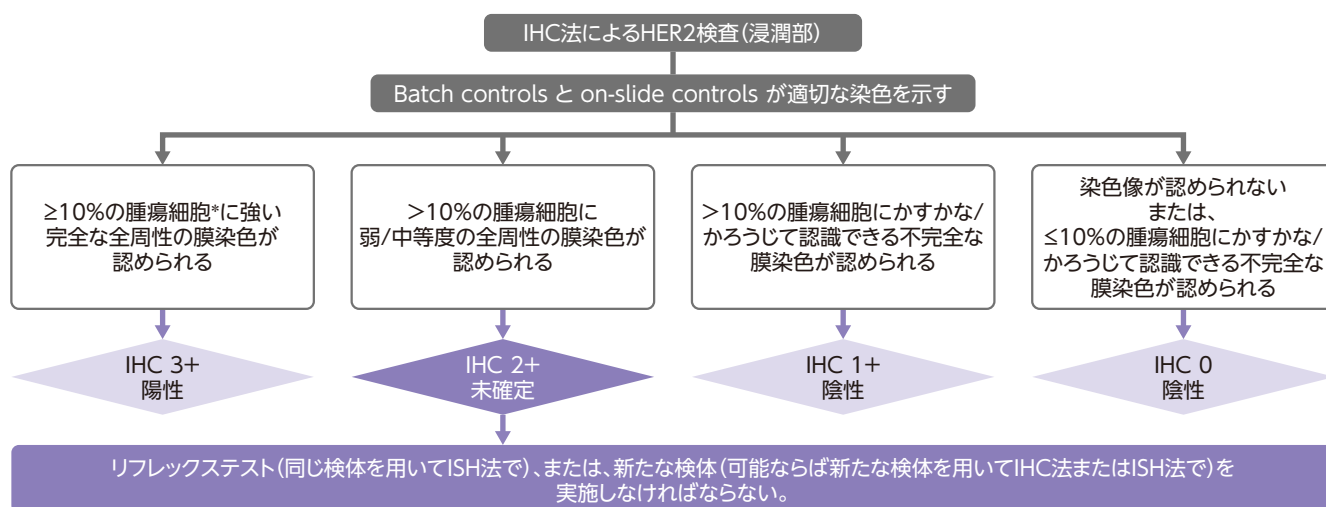 IHC法によるHER2検査(浸潤部)
Batch controls と on-slide controls が適切な染色を示す
≥10%の腫瘍細胞*に強い
完全な全周性の膜染色が
認められる
>10%の腫瘍細胞に
弱/中等度の全周性の膜染色が
認められる
>10%の腫瘍細胞にかすかな/
かろうじて認識できる不完全な
膜染色が認められる
染色像が認められない
または、
≤10%の腫瘍細胞にかすかな/
かろうじて認識できる不完全な
膜染色が認められる
IHC 3+
陽性
IHC 2+
未確定
IHC 1+
陰性
IHC 0
陰性
リフレックステスト(同じ検体を用いてISH法で)、または、新たな検体(可能ならば新たな検体を用いてIHC法またはISH法で)を
実施しなければならない。